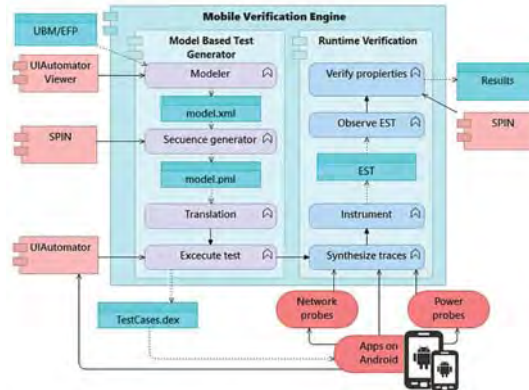 Mobile Verification Engine
UBM/EFP
Model Based Test
Generator
Runtime Verification
UIAutomator
Viewer
Modeler
Verify propierties
Results
model.xml
Observe EST
SPIN
Secuence generator
SPIN
model.pml
EST
Translation
Instrument
UIAutomator
Excecute test
Synthesize traces
TestCases.dex
Network
probes
Power
probes
Apps on
Android